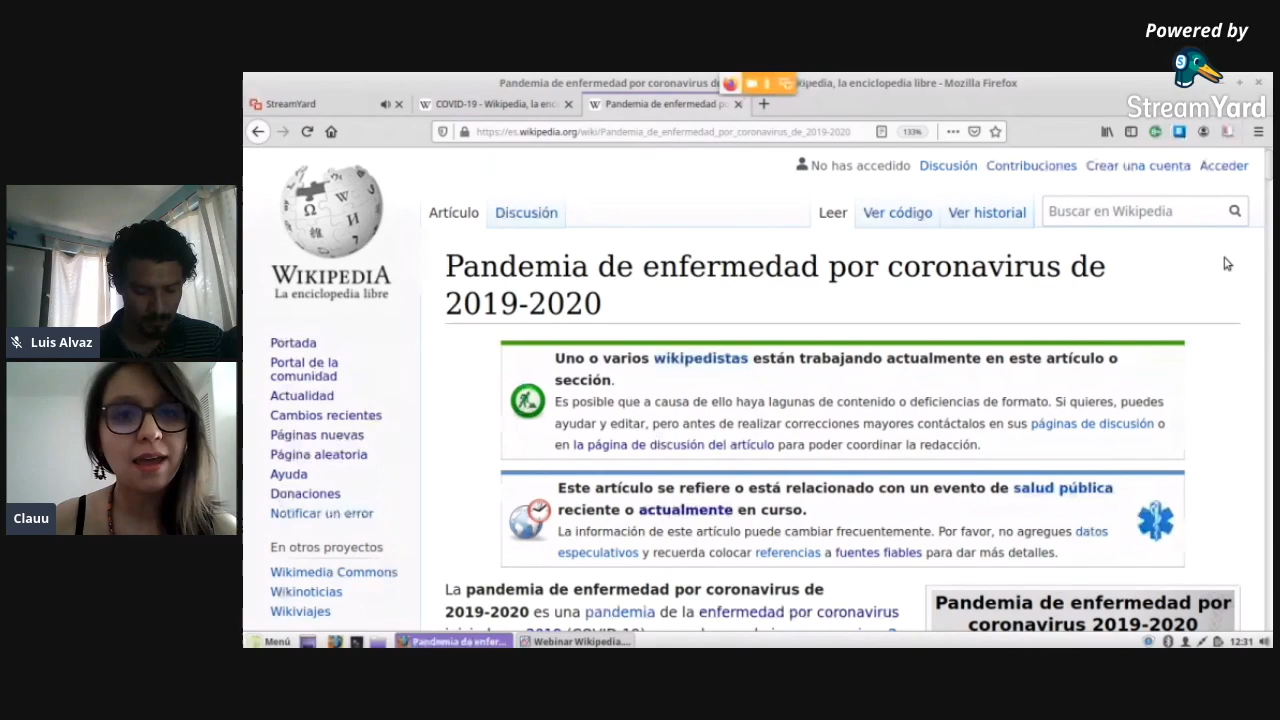 Powered by
StreamYard
Pandemia de enfermedad por coronavirus de
kipedia, la enciclopedia libre - Mozilla Firefox
StreamYard
COVID-19 - Wikipedia, la enc
Pandemia de enfermedad po
https://es.wikipedia.org/wiki/Pandemia_de_enfermedad_por_coronavirus_de_2019-2020
133%
No has accedido Discusión Contribuciones Crear una cuenta Acceder
Artículo Discusión Leer Ver código Ver historial Buscar en Wikipedia
WIKIPEDIA
La enciclopedia libre
Portada
Portal de la
comunidad
Actualidad
Cambios recientes
Páginas nuevas
Página aleatoria
Ayuda
Donaciones
Notificar un error
En otros proyectos
Wikimedia Commons
Wikinoticias
Wikiviajes
Pandemia de enfermedad por coronavirus de
2019-2020
Uno o varios wikipedistas están trabajando actualmente en este artículo o
sección.
Es posible que a causa de ello haya lagunas de contenido o deficiencias de formato. Si quieres, puedes
ayudar y editar, pero antes de realizar correcciones mayores contáctalos en sus páginas de discusión o
en la página de discusión del artículo para poder coordinar la redacción.
Este artículo se refiere o está relacionado con un evento de salud pública
reciente o actualmente en curso.
La información de este artículo puede cambiar frecuentemente. Por favor, no agregues datos
especulativos y recuerda colocar referencias a fuentes fiables para dar más detalles.
La pandemia de enfermedad por coronavirus de
2019-2020 es una pandemia de la enfermedad por coronavirus
Pandemia de enfermedad por
coronavirus 2019-2020
Menú
Pandemia de enfer...
Webinar Wikipedia....
12:31
Luis Alvaz
Clauu